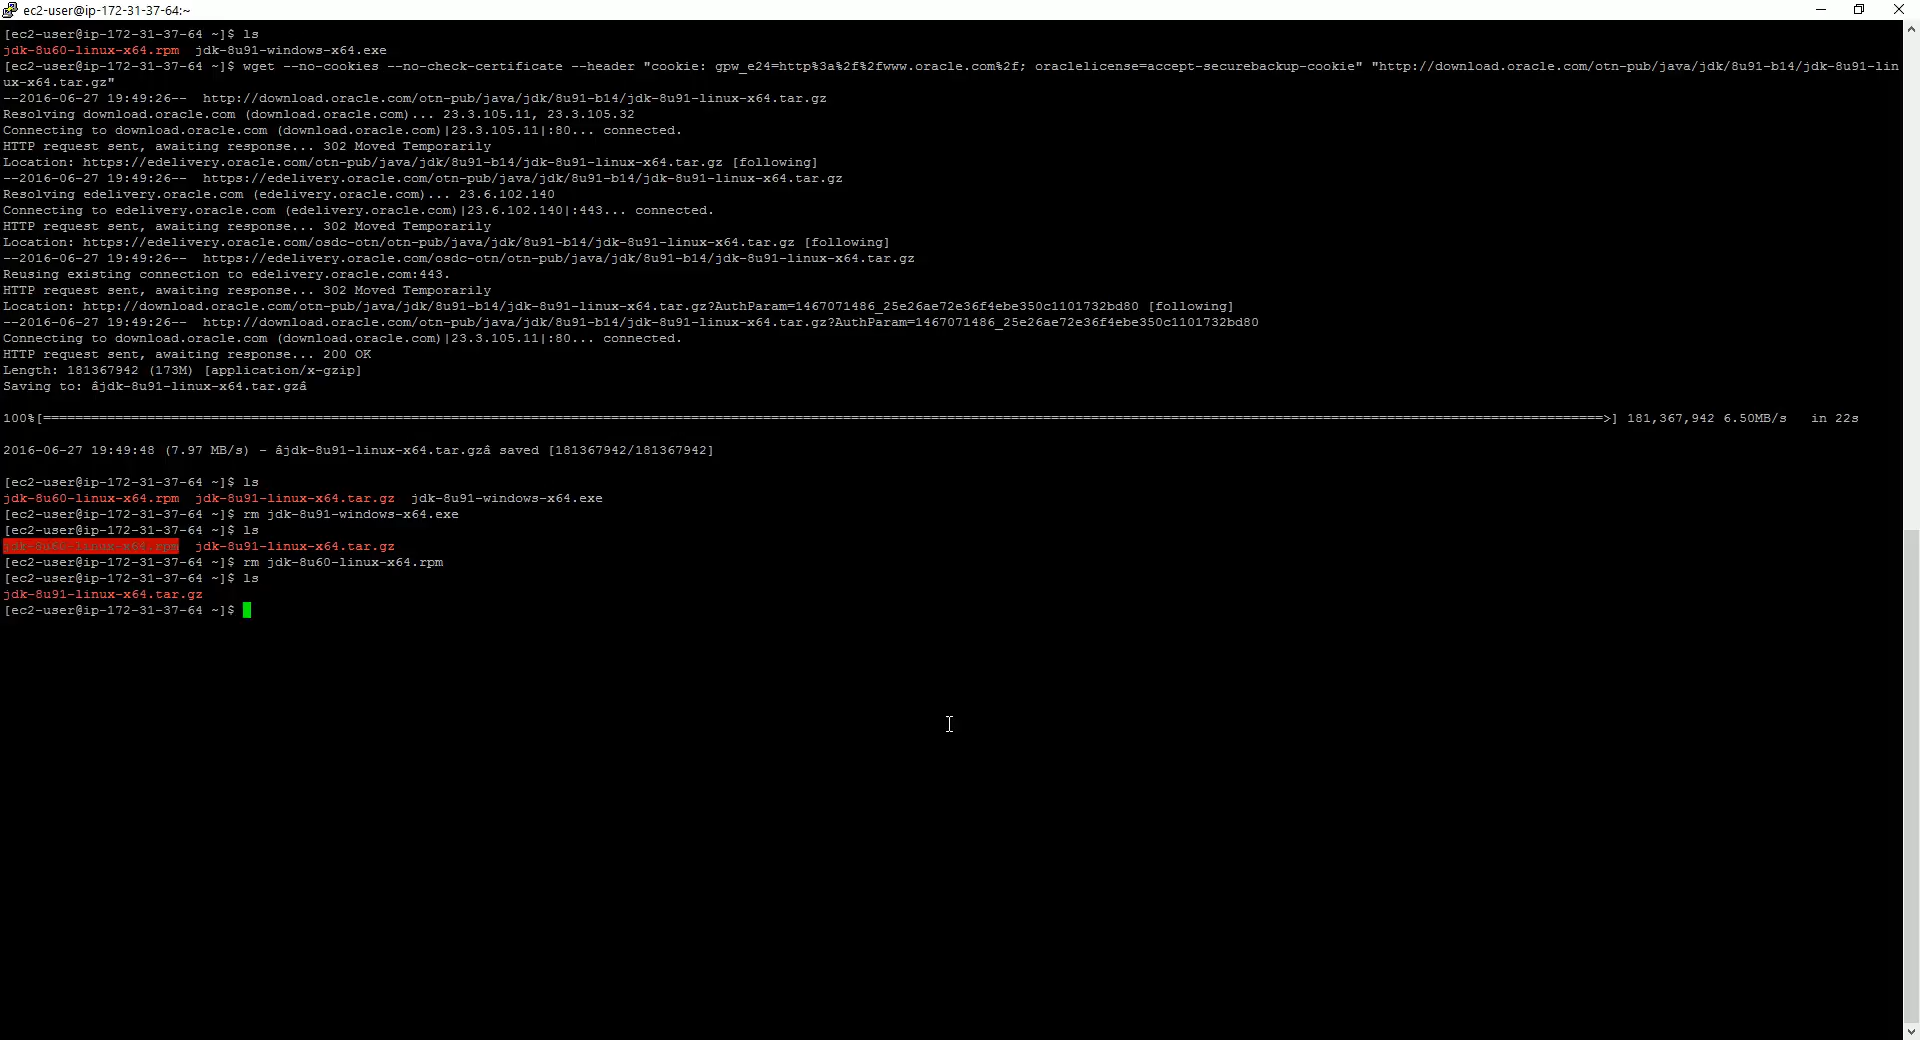 ec2-user@ip-172-31-37-64:~
[ec2-user@ip-172-31-37-64 ~]$ ls
jdk-8u60-linux-x64.rpm  jdk-8u91-windows-x64.exe
[ec2-user@ip-172-31-37-64 ~]$ wget --no-cookies --no-check-certificate --header "cookie: gpw_e24=http%3a%2f%2fwww.oracle.com%2f; oraclelicense=accept-securebackup-cookie" "http://download.oracle.com/otn-pub/java/jdk/8u91-b14/jdk-8u91-lin
ux-x64.tar.gz"
--2016-06-27 19:49:26--  http://download.oracle.com/otn-pub/java/jdk/8u91-b14/jdk-8u91-linux-x64.tar.gz
Resolving download.oracle.com (download.oracle.com)... 23.3.105.11, 23.3.105.32
Connecting to download.oracle.com (download.oracle.com)|23.3.105.11|:80... connected.
HTTP request sent, awaiting response... 302 Moved Temporarily
Location: https://edelivery.oracle.com/otn-pub/java/jdk/8u91-b14/jdk-8u91-linux-x64.tar.gz [following]
--2016-06-27 19:49:26--  https://edelivery.oracle.com/otn-pub/java/jdk/8u91-b14/jdk-8u91-linux-x64.tar.gz
Resolving edelivery.oracle.com (edelivery.oracle.com)... 23.6.102.140
Connecting to edelivery.oracle.com (edelivery.oracle.com)|23.6.102.140|:443... connected.
HTTP request sent, awaiting response... 302 Moved Temporarily
Location: https://edelivery.oracle.com/osdc-otn/otn-pub/java/jdk/8u91-b14/jdk-8u91-linux-x64.tar.gz [following]
--2016-06-27 19:49:26--  https://edelivery.oracle.com/osdc-otn/otn-pub/java/jdk/8u91-b14/jdk-8u91-linux-x64.tar.gz
Reusing existing connection to edelivery.oracle.com:443.
HTTP request sent, awaiting response... 302 Moved Temporarily
Location: http://download.oracle.com/otn-pub/java/jdk/8u91-b14/jdk-8u91-linux-x64.tar.gz?AuthParam=1467071486_25e26ae72e36f4ebe350c1101732bd80 [following]
--2016-06-27 19:49:26--  http://download.oracle.com/otn-pub/java/jdk/8u91-b14/jdk-8u91-linux-x64.tar.gz?AuthParam=1467071486_25e26ae72e36f4ebe350c1101732bd80
Connecting to download.oracle.com (download.oracle.com)|23.3.105.11|:80... connected.
HTTP request sent, awaiting response... 200 OK
Length: 181367942 (173M) [application/x-gzip]
Saving to: âjdk-8u91-linux-x64.tar.gzâ
100%[===================================================>] 181,367,942 6.50MB/s   in 22s
2016-06-27 19:49:48 (7.97 MB/s) - âjdk-8u91-linux-x64.tar.gzâ saved [181367942/181367942]
[ec2-user@ip-172-31-37-64 ~]$ ls
jdk-8u60-linux-x64.rpm  jdk-8u91-linux-x64.tar.gz  jdk-8u91-windows-x64.exe
[ec2-user@ip-172-31-37-64 ~]$ rm jdk-8u91-windows-x64.exe
[ec2-user@ip-172-31-37-64 ~]$ ls
jdk-8u60-linux-x64.rpm  jdk-8u91-linux-x64.tar.gz
[ec2-user@ip-172-31-37-64 ~]$ rm jdk-8u60-linux-x64.rpm
[ec2-user@ip-172-31-37-64 ~]$ ls
jdk-8u91-linux-x64.tar.gz
[ec2-user@ip-172-31-37-64 ~]$